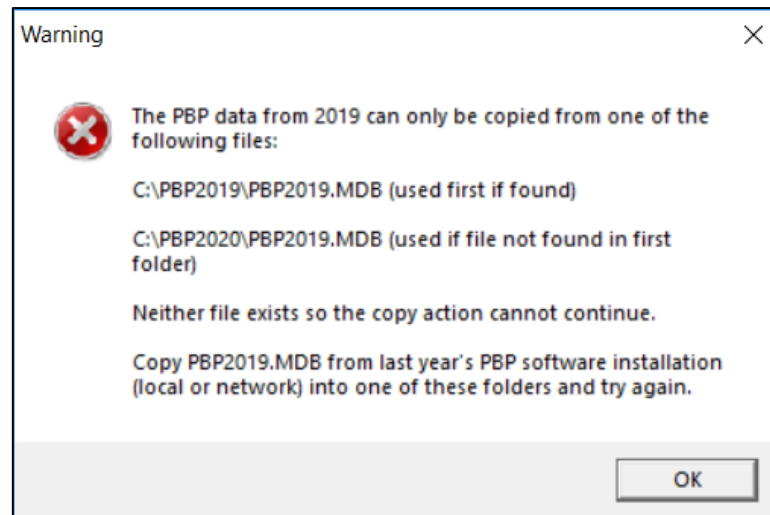 Warning
The PBP data from 2019 can only be copied from one of the
following files:
C:\PBP2019\PBP2019.MDB (used first if found)
C:\PBP2020\PBP2019.MDB (used if file not found in first
folder)
Neither file exists so the copy action cannot continue.
Copy PBP2019.MDB from last year's PBP software installation
(local or network) into one of these folders and try again.
OK